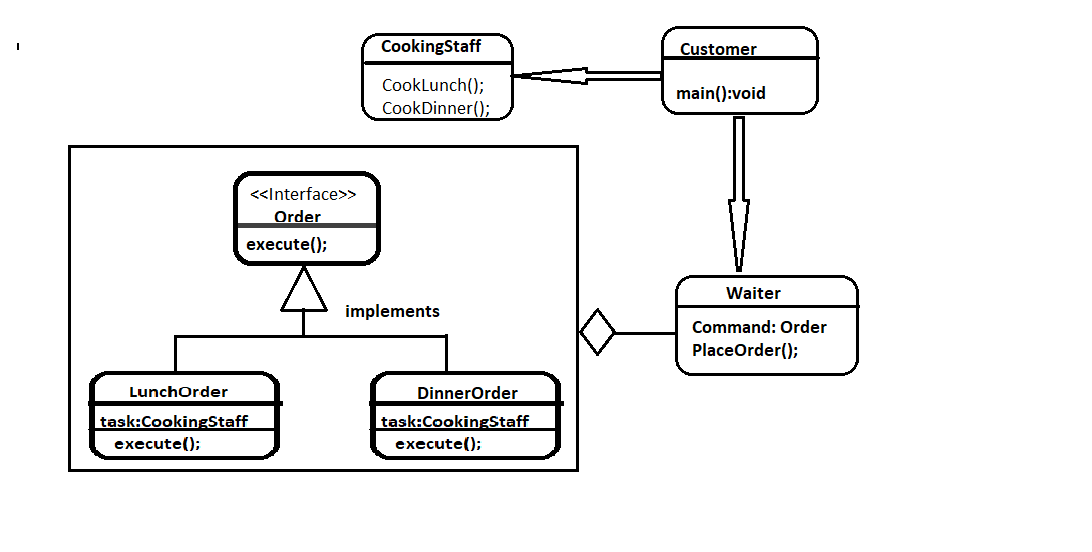 CookingStaff
CookLunch();
CookDinner();
Customer
main():void
<<Interface>>
Order
execute();
implements
Waiter
Command: Order
PlaceOrder();
LunchOrder
task:CookingStaff
execute();
DinnerOrder
task:CookingStaff
execute();